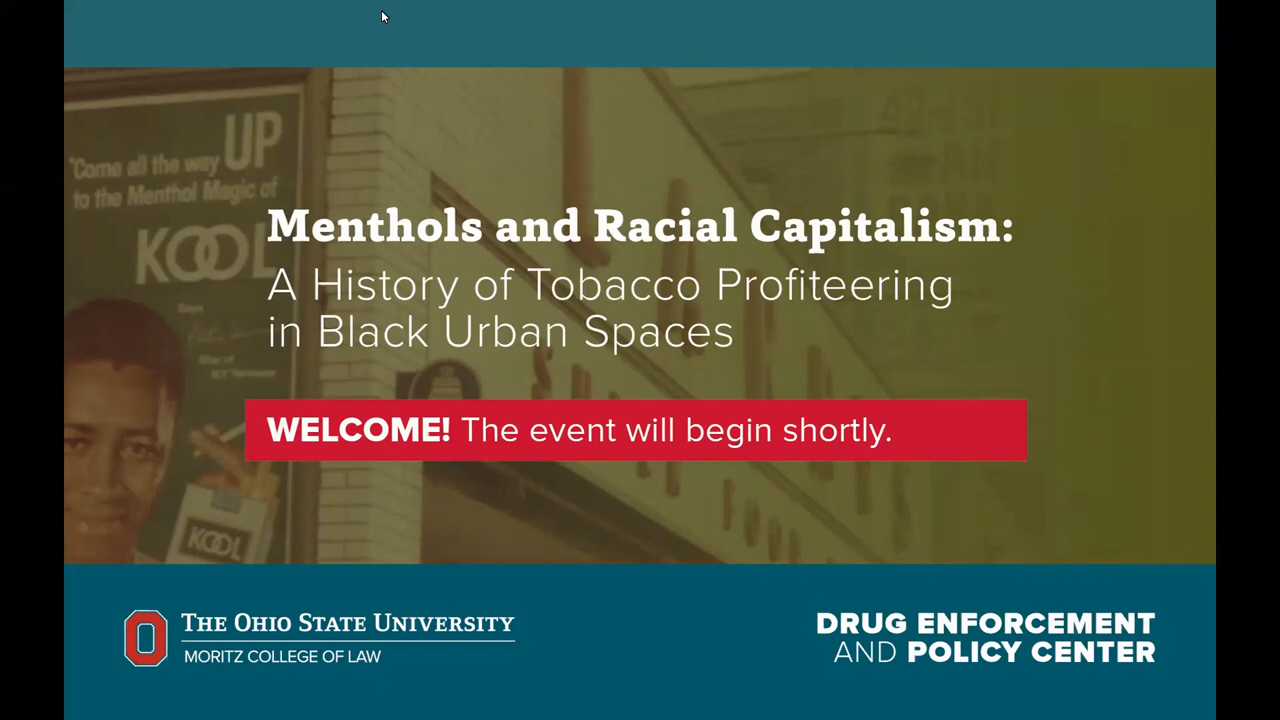 "Come all the way UP
to the Menthol Magic of
KOOL
KOOL
Menthols and Racial Capitalism:
A History of Tobacco Profiteering
in Black Urban Spaces
WELCOME! The event will begin shortly.
THE OHIO STATE UNIVERSITY
MORITZ COLLEGE OF LAW
DRUG ENFORCEMENT
AND POLICY CENTER